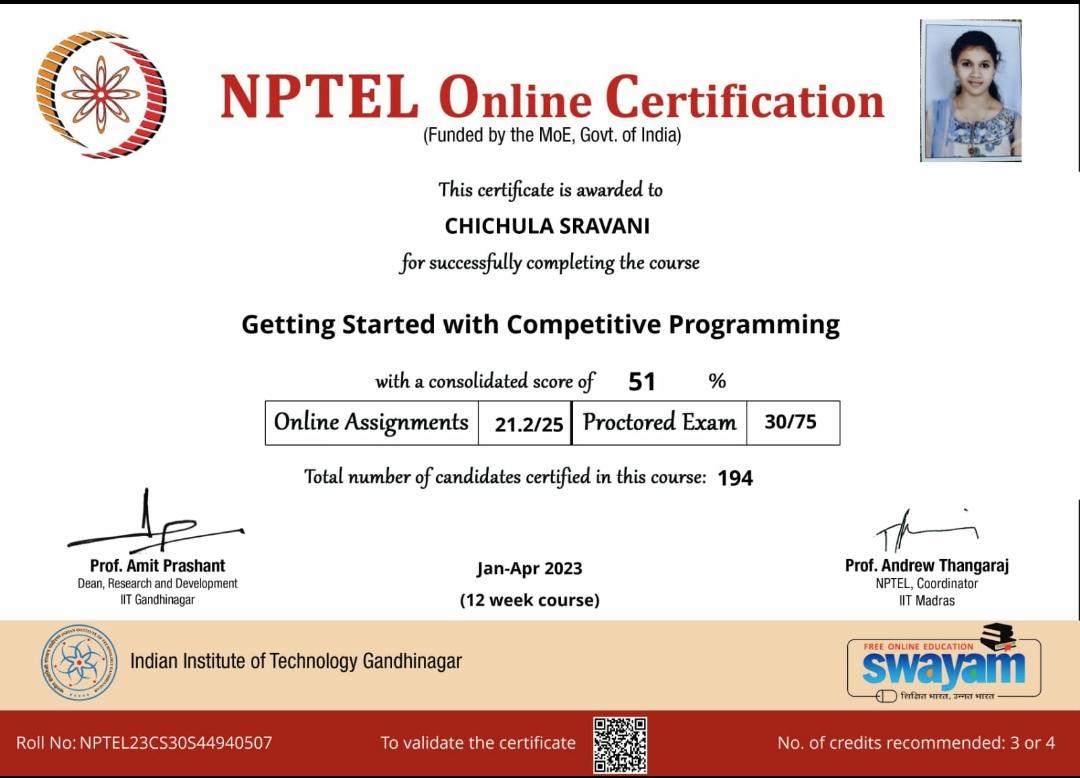 NPTEL Online Certification
(Funded by the MoE, Govt. of India)
This certificate is awarded to
CHICHULA SRAVANI
for successfully completing the course
Getting Started with Competitive Programming
with a consolidated score of 51 %
Online Assignments 21.2/25 Proctored Exam 30/75
Total number of candidates certified in this course: 194
Prof. Amit Prashant
Dean, Research and Development
IIT Gandhinagar
Jan-Apr 2023
(12 week course)
Prof. Andrew Thangaraj
NPTEL, Coordinator
IIT Madras
Indian Institute of Technology Gandhinagar
FREE ONLINE EDUCATION
swayam
शिक्षित भारत, उन्नत भारत
Roll No: NPTEL23CS30S44940507
To validate the certificate
No. of credits recommended: 3 or 4